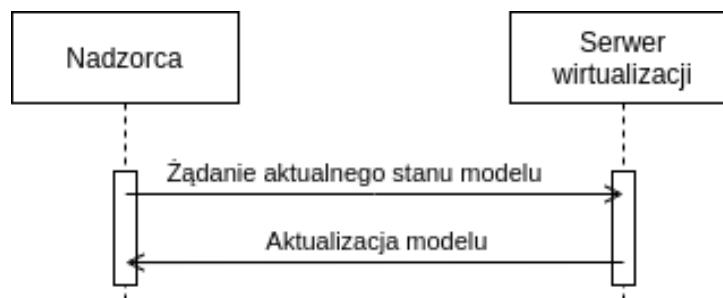 Nadzorca
Serwer
wirtualizacji
Żądanie aktualnego stanu modelu
Aktualizacja modelu